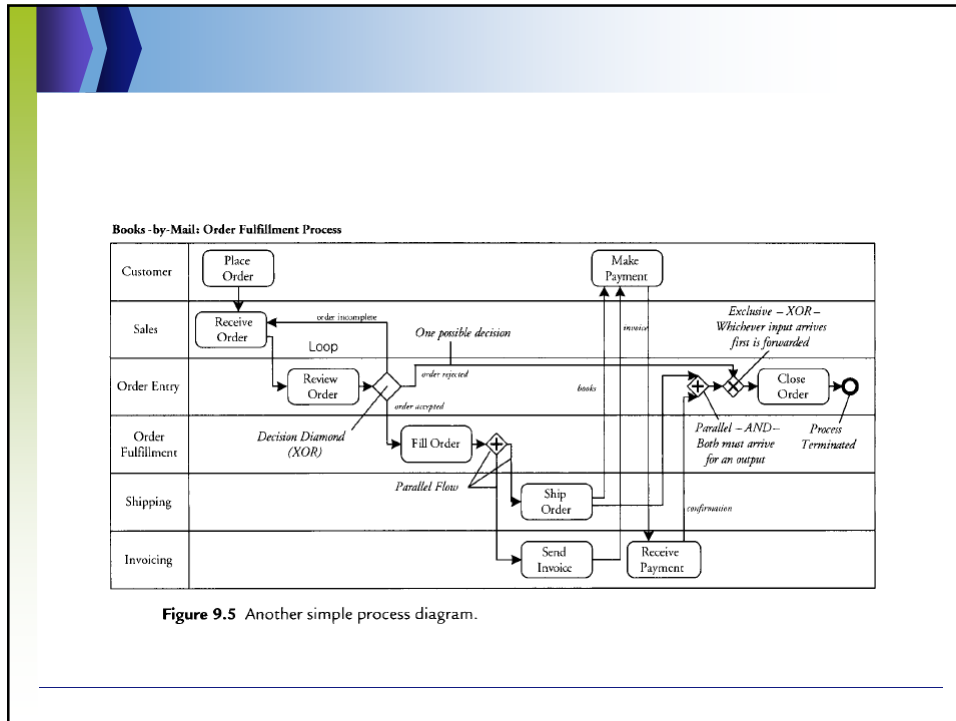 Books -by-Mail: Order Fulfillment Process
Customer
Place
Order
Make
Payment
Sales
Receive
Order
order incomplete
Loop
One possible decision
invoice
Exclusive – XOR –
Whichever input arrives
first is forwarded
Order Entry
Review
Order
order rejected
order accepted
books
Close
Order
Order
Fulfillment
Decision Diamond
(XOR)
Fill Order
Parallel Flow
Parallel – AND–
Both must arrive
for an output
Process
Terminated
Shipping
Ship
Order
confirmation
Invoicing
Send
Invoice
Receive
Payment
Figure 9.5 Another simple process diagram.